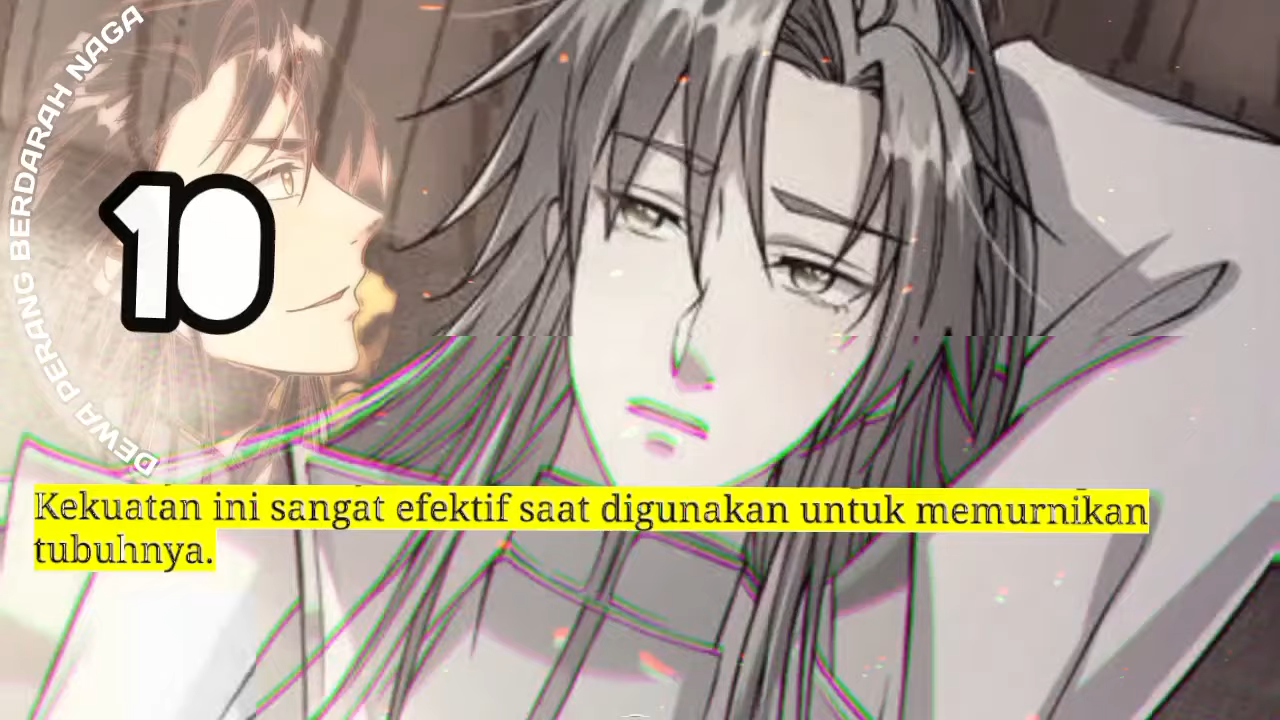 DEWA PERANG BERDARAH NAGA
10
Kekuatan ini sangat efektif saat digunakan untuk memurnikan
tubuhnya.